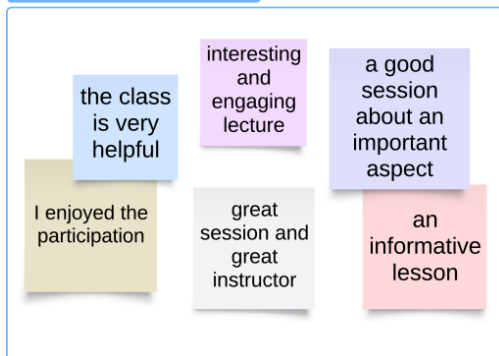 the class
is very
helpful
interesting
and
engaging
lecture
a good
session
about an
important
aspect
I enjoyed the
participation
great
session and
great
instructor
an
informative
lesson